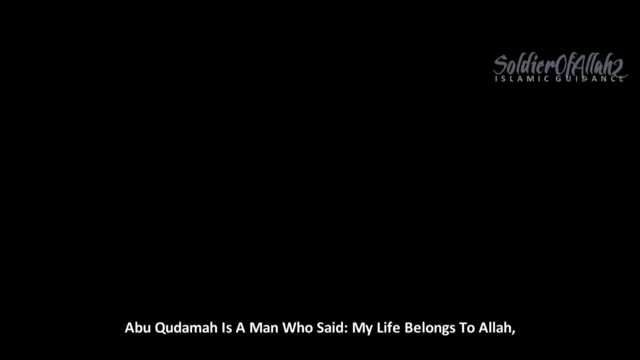 SoldierOfAllah2
ISLAMIC GUIDANCE
Abu Qudamah Is A Man Who Said: My Life Belongs To Allah,